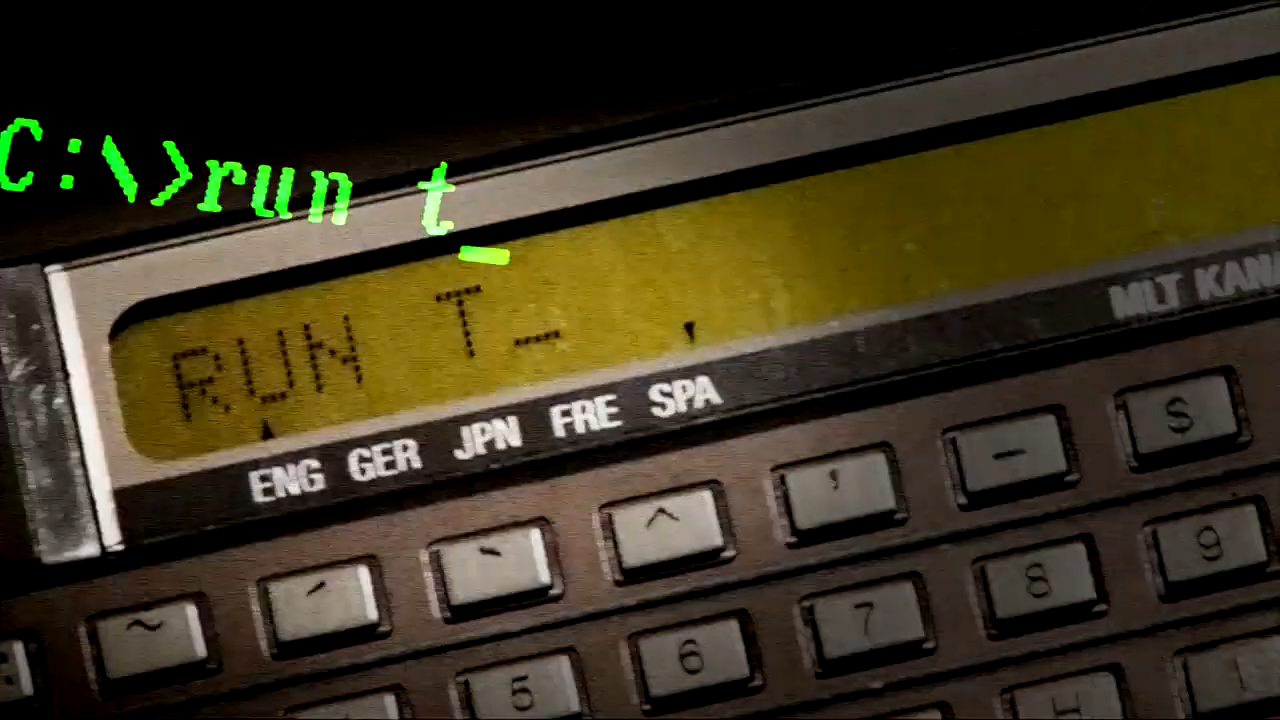 C:\>run t_
RUN T_
ENG GER JPN FRE SPA MLT KANA
~ ´ ` ^ ' - $
5 6 7 8 9
H